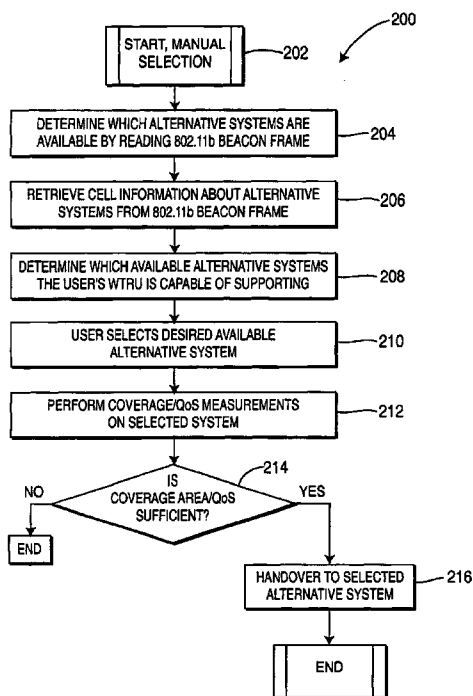 200
START, MANUAL
SELECTION
202
DETERMINE WHICH ALTERNATIVE SYSTEMS ARE
AVAILABLE BY READING 802.11b BEACON FRAME
204
RETRIEVE CELL INFORMATION ABOUT ALTERNATIVE
SYSTEMS FROM 802.11b BEACON FRAME
206
DETERMINE WHICH AVAILABLE ALTERNATIVE SYSTEMS
THE USER'S WTRU IS CAPABLE OF SUPPORTING
208
USER SELECTS DESIRED AVAILABLE
ALTERNATIVE SYSTEM
210
PERFORM COVERAGE/QoS MEASUREMENTS
ON SELECTED SYSTEM
212
214
IS
COVERAGE AREA/QoS
SUFFICIENT?
NO
YES
END
HANDOVER TO SELECTED
ALTERNATIVE SYSTEM
216
END